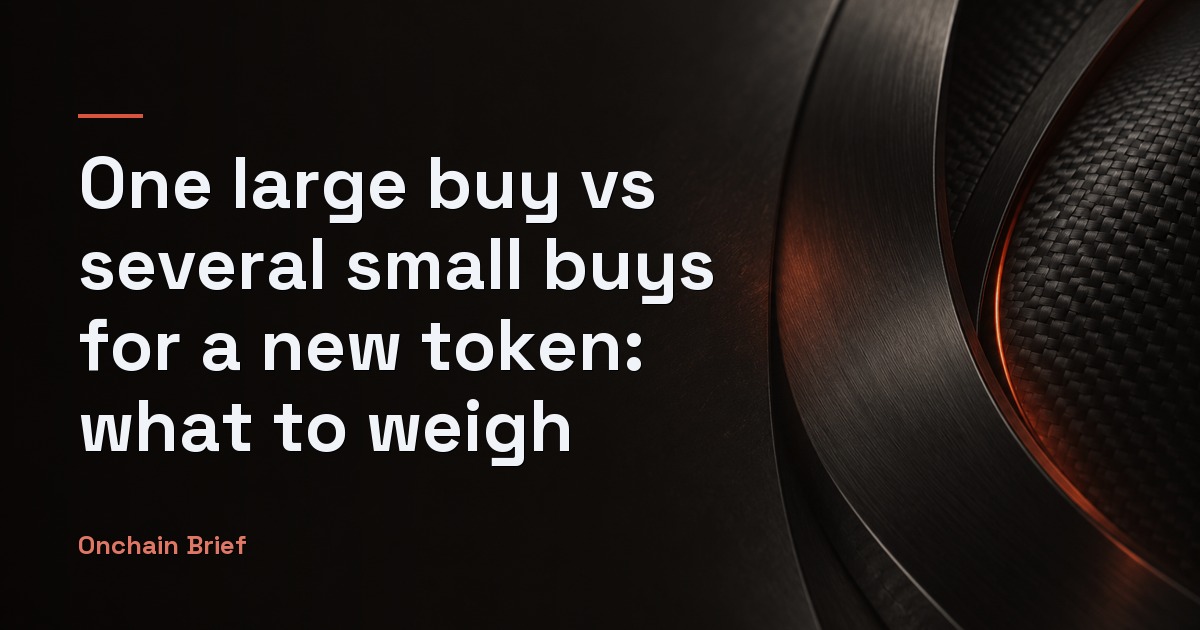 One large buy vs
several small buys
for a new token:
what to weigh
Onchain Brief